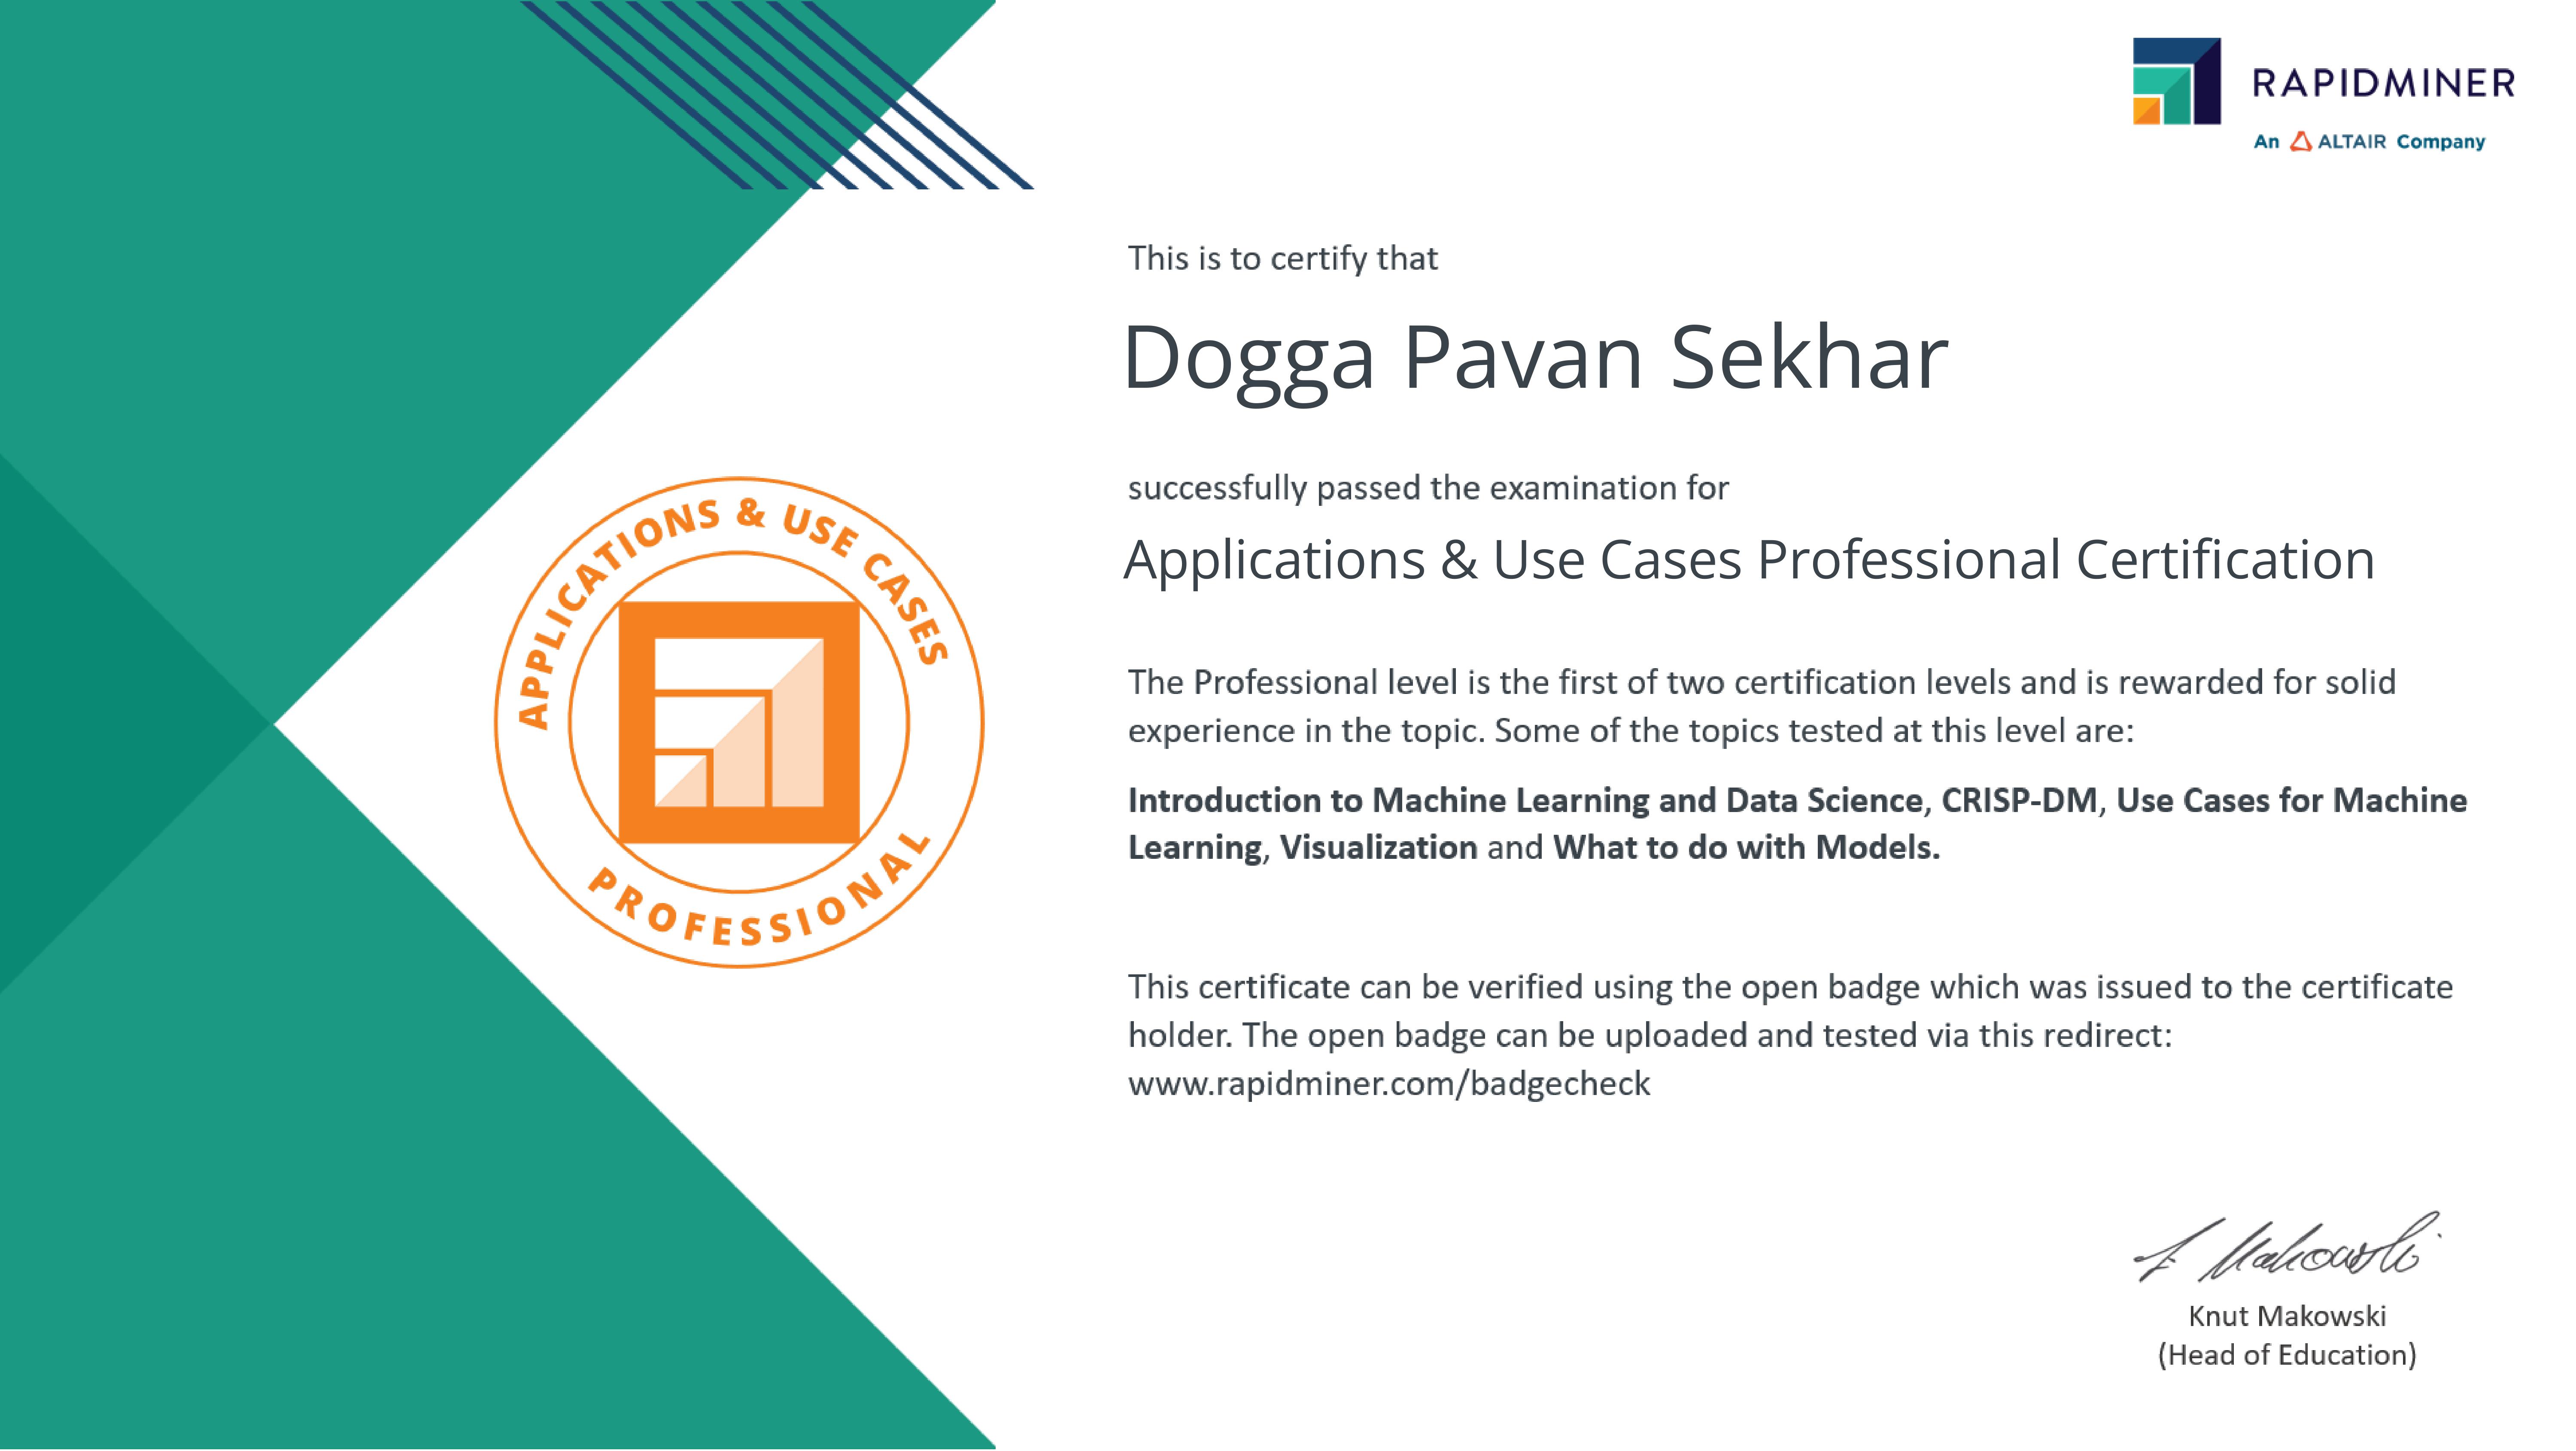 RAPIDMINER
An ALTAIR Company
This is to certify that
Dogga Pavan Sekhar
successfully passed the examination for
Applications & Use Cases Professional Certification
APPLICATIONS & USE CASES
PROFESSIONAL
The Professional level is the first of two certification levels and is rewarded for solid
experience in the topic. Some of the topics tested at this level are:
Introduction to Machine Learning and Data Science, CRISP-DM, Use Cases for Machine
Learning, Visualization and What to do with Models.
This certificate can be verified using the open badge which was issued to the certificate
holder. The open badge can be uploaded and tested via this redirect:
www.rapidminer.com/badgecheck
Knut Makowski
(Head of Education)